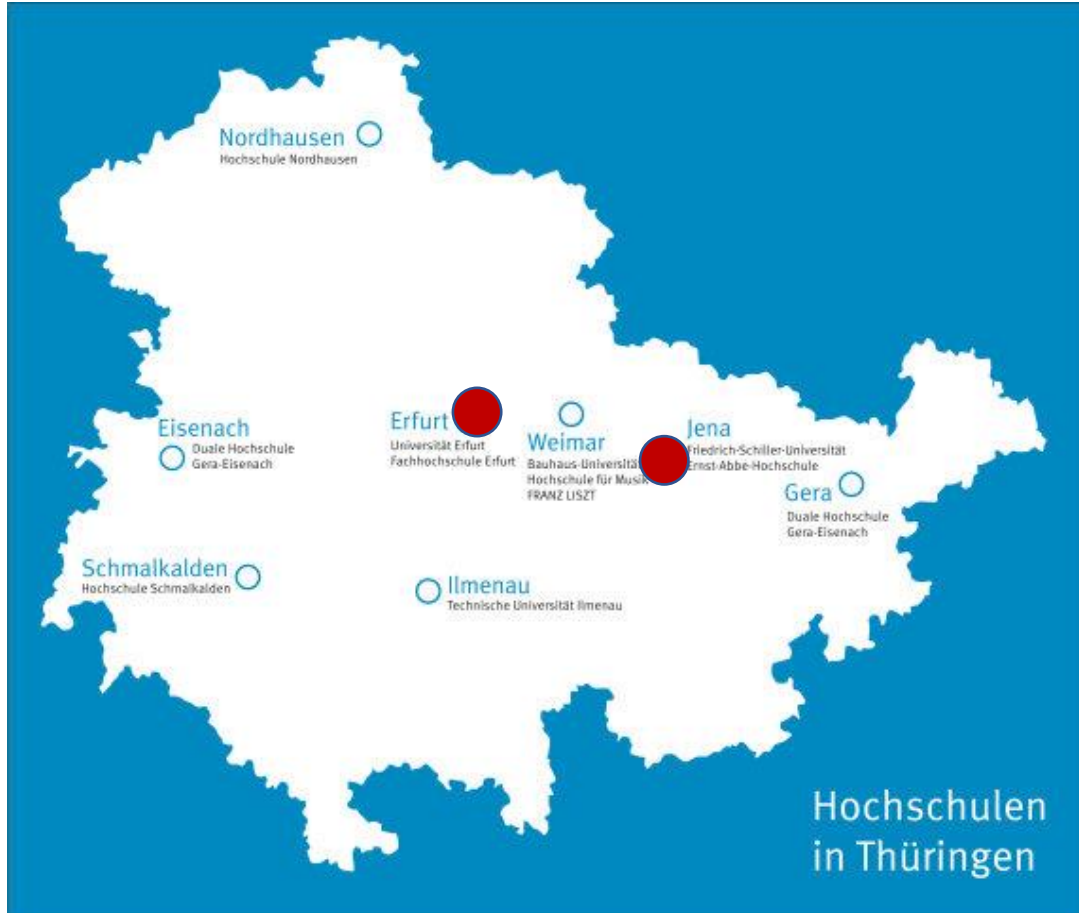 Nordhausen
Hochschule Nordhausen
Eisenach
Duale Hochschule
Gera-Eisenach
Erfurt
Universität Erfurt
Fachhochschule Erfurt
Weimar
Bauhaus-Universität
Hochschule für Musik
FRANZ LISZT
Jena
Friedrich-Schiller-Universität
Ernst-Abbe-Hochschule
Gera
Duale Hochschule
Gera-Eisenach
Schmalkalden
Hochschule Schmalkalden
Ilmenau
Technische Universität Ilmenau
Hochschulen
in Thüringen